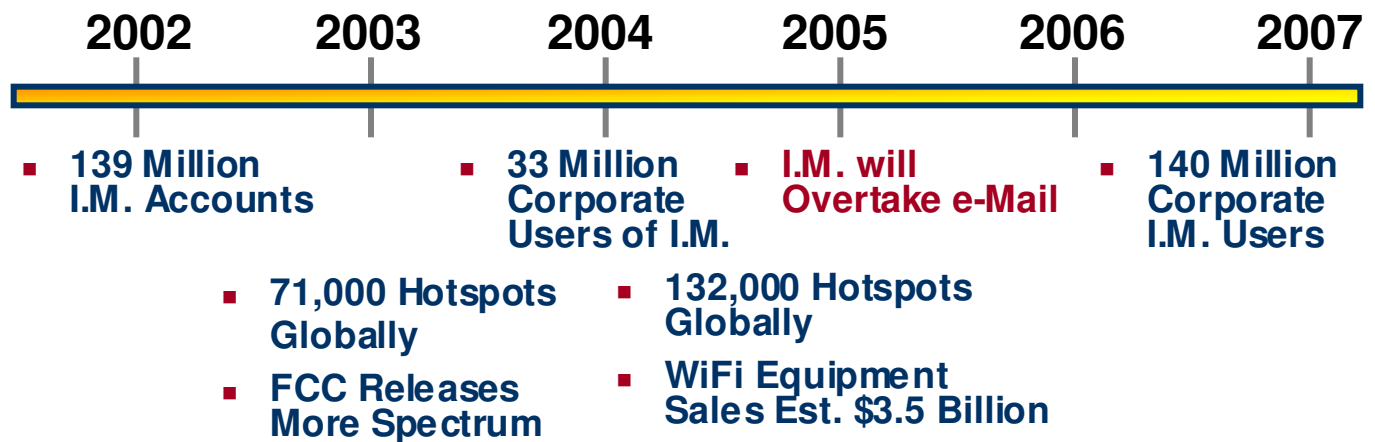 2002 2003 2004 2005 2006 2007
139 Million
I.M. Accounts
33 Million
Corporate
Users of I.M.
I.M. will
Overtake e-Mail
140 Million
Corporate
I.M. Users
71,000 Hotspots
Globally
FCC Releases
More Spectrum
132,000 Hotspots
Globally
WiFi Equipment
Sales Est. $3.5 Billion